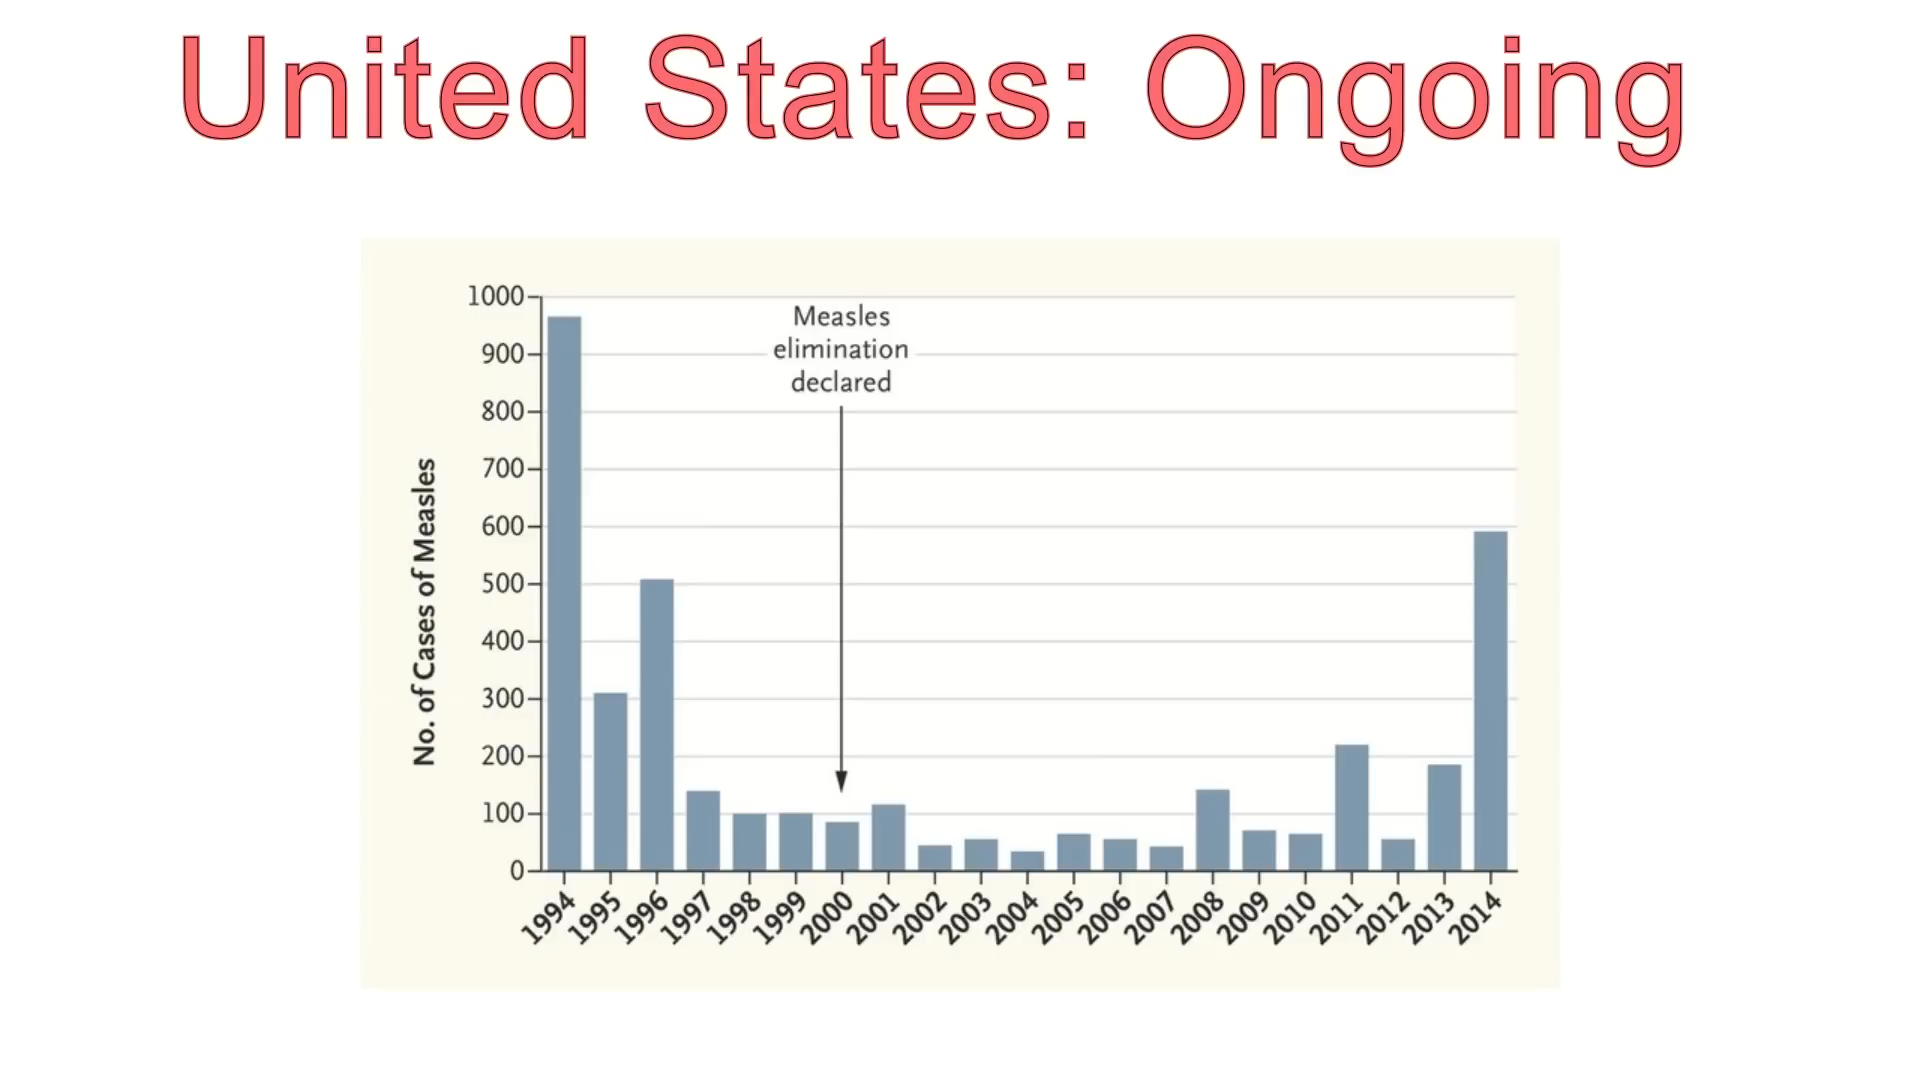 United States: Ongoing
Measles
elimination
declared
No. of Cases of Measles
1000
900
800
700
600
500
400
300
200
100
0
1994 1995 1996 1997 1998 1999 2000 2001 2002 2003 2004 2005 2006 2007 2008 2009 2010 2011 2012 2013 2014